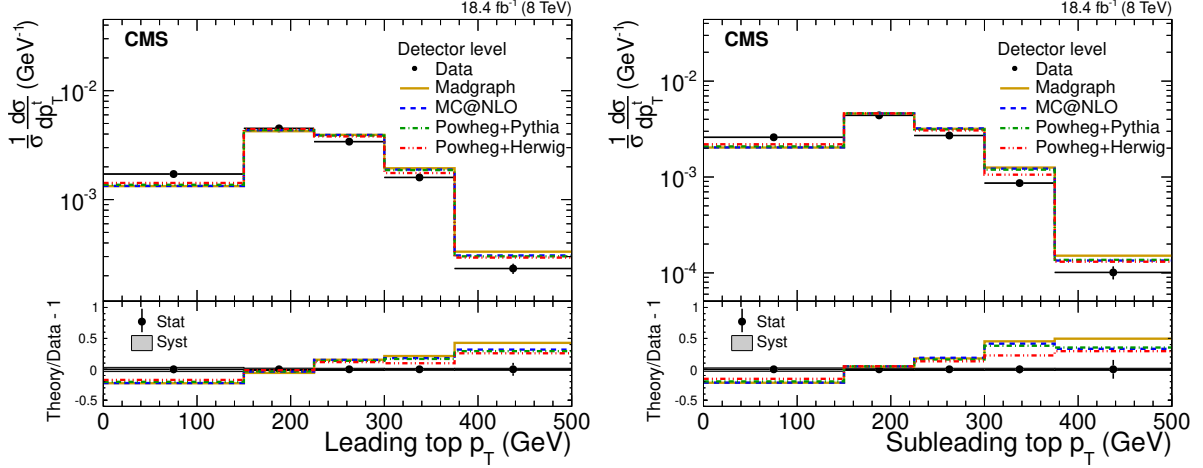 18.4 fb⁻¹ (8 TeV)
CMS
Detector level
Data
Madgraph
MC@NLO
Powheg+Pythia
Powheg+Herwig
1/σ dσ/dp_T^t (GeV⁻¹)
10⁻²
10⁻³
Stat
Syst
Theory/Data - 1
1
0.5
0
-0.5
0 100 200 300 400 500
Leading top p_T (GeV)
18.4 fb⁻¹ (8 TeV)
CMS
Detector level
Data
Madgraph
MC@NLO
Powheg+Pythia
Powheg+Herwig
1/σ dσ/dp_T^t (GeV⁻¹)
10⁻²
10⁻³
10⁻⁴
Stat
Syst
Theory/Data - 1
1
0.5
0
-0.5
0 100 200 300 400 500
Subleading top p_T (GeV)